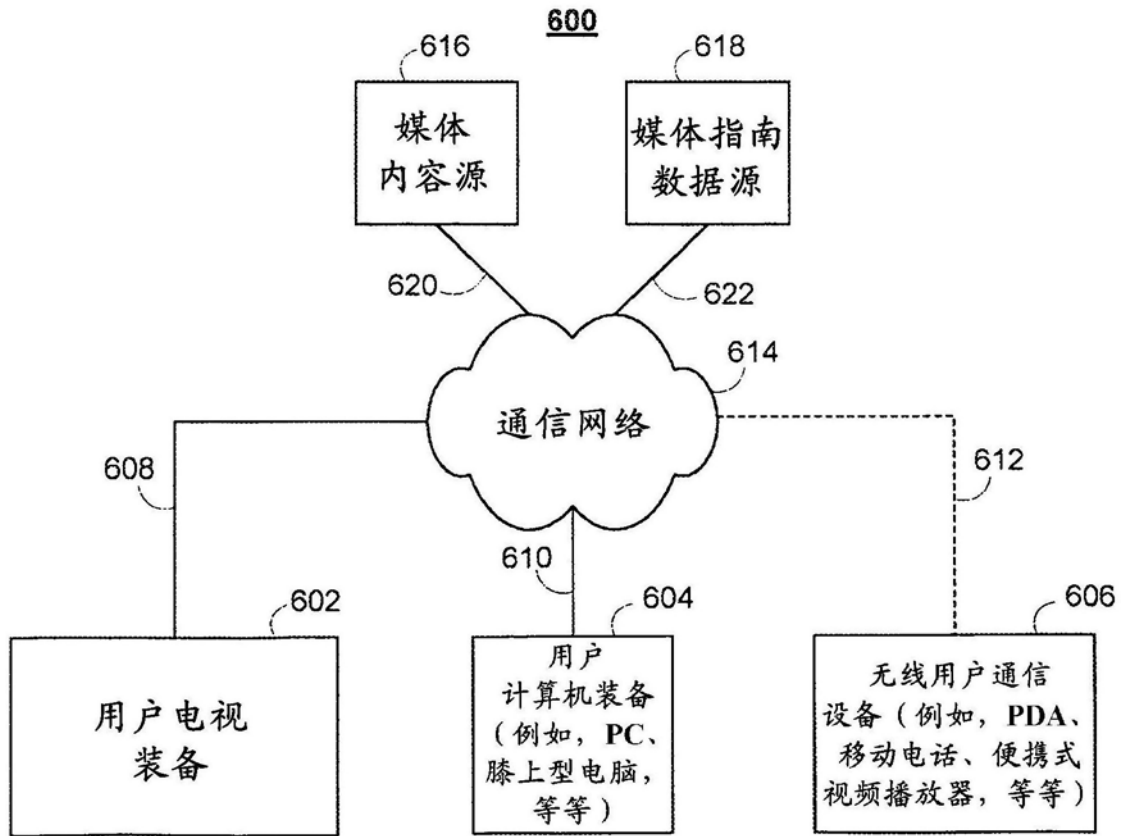 600
616
618
媒体
内容源
媒体指南
数据源
620
622
614
通信网络
608
612
610
602
604
606
用户电视
装备
用户
计算机装备
(例如, PC、
膝上型电脑,
等等)
无线用户通信
设备(例如, PDA、
移动电话、便携式
视频播放器, 等等)